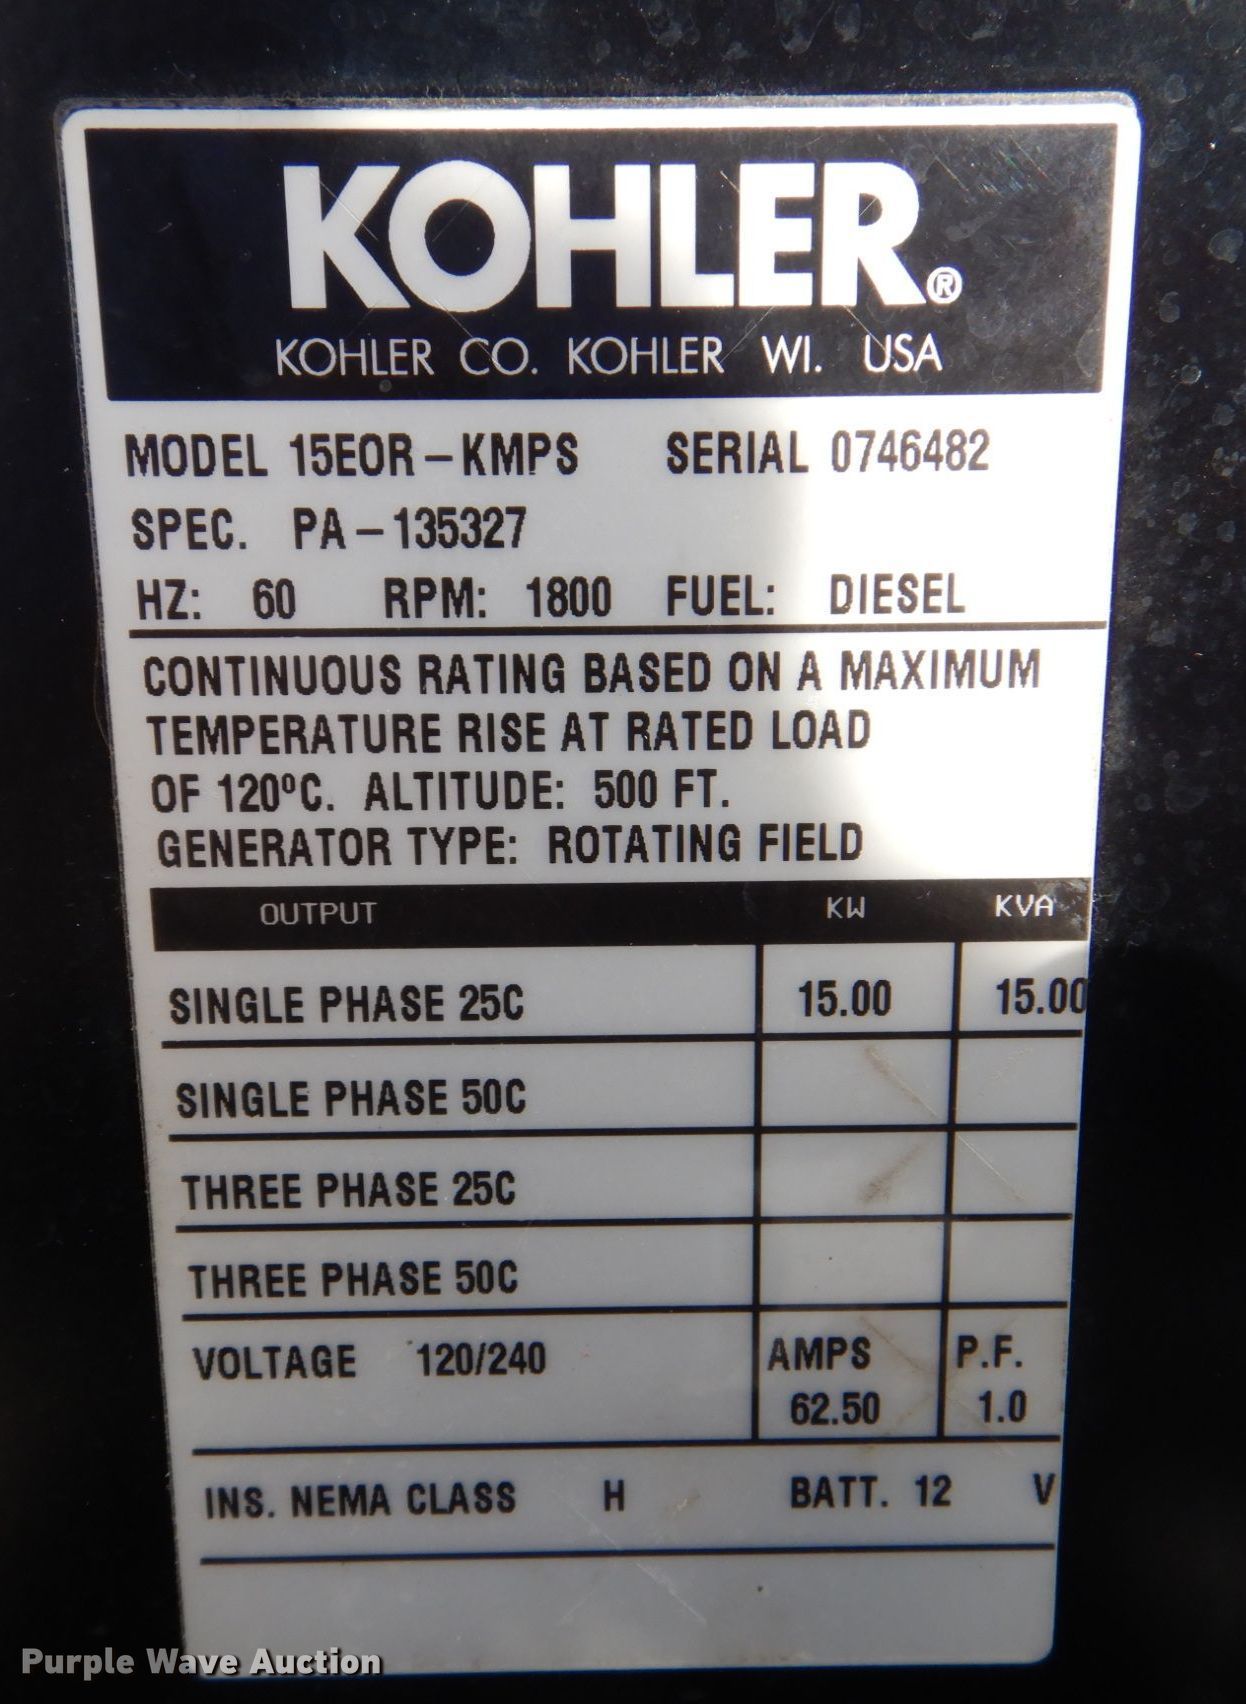 KOHLER®
KOHLER CO. KOHLER WI. USA
MODEL 15EOR-KMPS SERIAL 0746482
SPEC. PA-135327
HZ: 60 RPM: 1800 FUEL: DIESEL
CONTINUOUS RATING BASED ON A MAXIMUM
TEMPERATURE RISE AT RATED LOAD
OF 120ºC. ALTITUDE: 500 FT.
GENERATOR TYPE: ROTATING FIELD
OUTPUT KW KVA
SINGLE PHASE 25C 15.00 15.00
SINGLE PHASE 50C
THREE PHASE 25C
THREE PHASE 50C
VOLTAGE 120/240 AMPS P.F.
62.50 1.0
INS. NEMA CLASS H BATT. 12 V
Purple Wave Auction